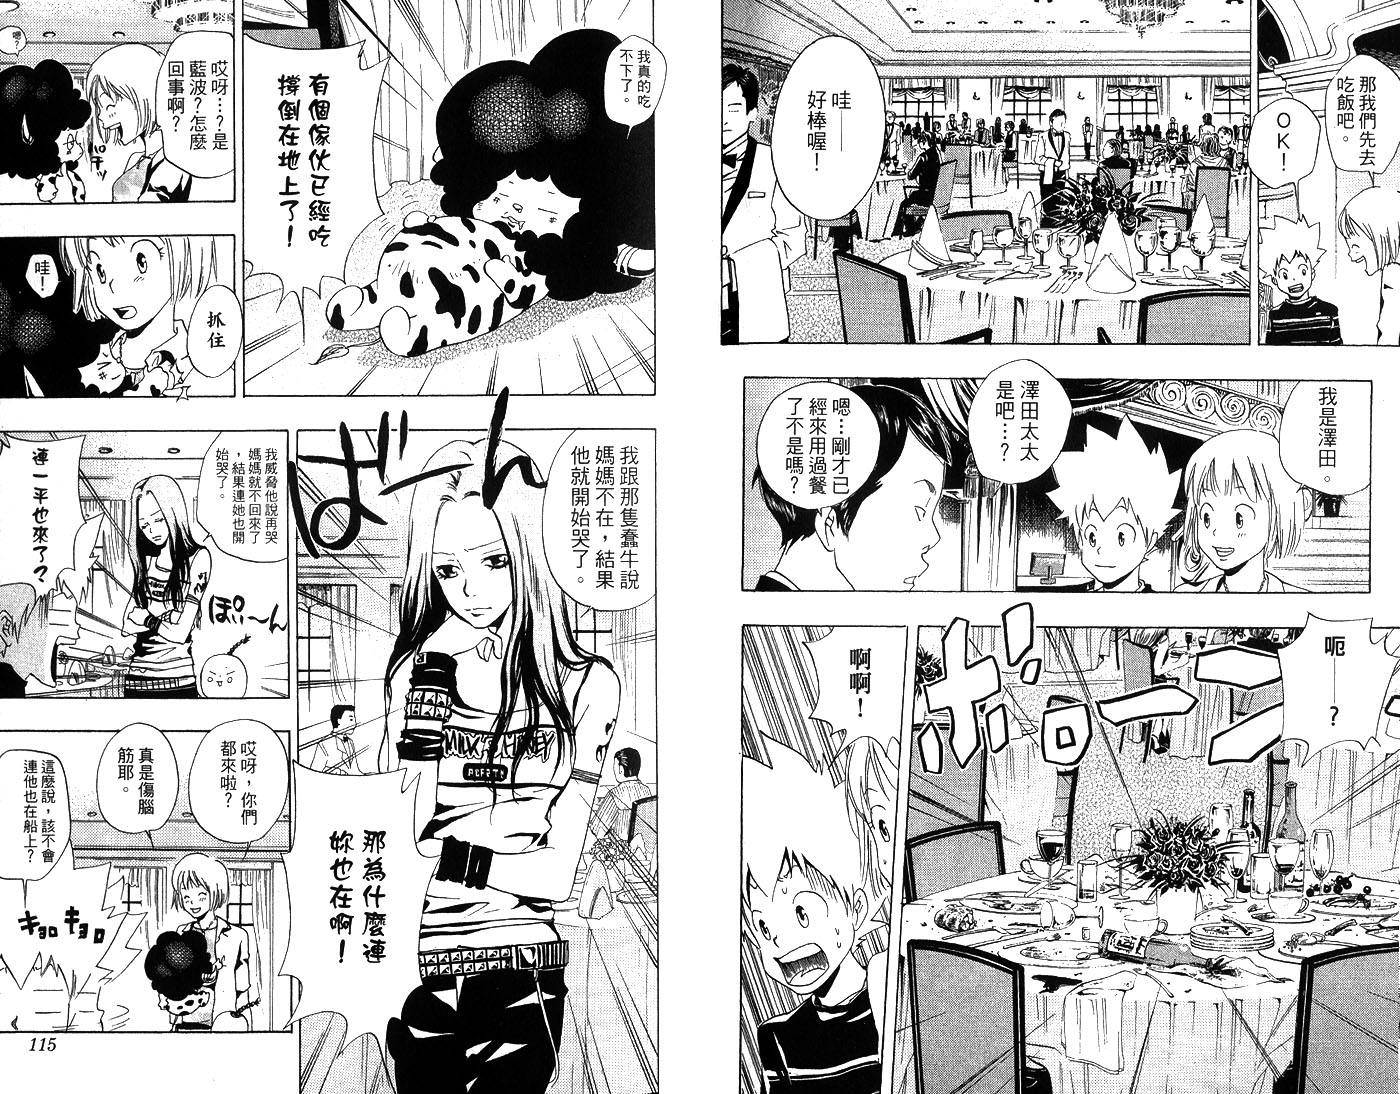 那我們先去
吃飯吧。
OK！
哇──
好棒喔！
我是澤田。
澤田太太
是吧…？
嗯…剛才已
經來用過餐
了不是嗎？
呃
？
ボローン
啊
啊！
我真的吃
不下了。
有個傢伙已經吃
撐倒在地上了！
哎呀…？是
藍波？怎麼
回事啊？
嗯？
抓住
哇！
ばーん
我跟那隻蠢牛說
媽媽不在，結果
他就開始哭了。
MILK & HONEY
那為什麼連
妳也在啊！
我威脅他說再哭
媽媽就不回來了
，結果連她也開
始哭了。
ぽい〜ん
連一平也來了？
哎呀，你們
都來啦？
真是傷腦
筋耶。
這麼說，該不會
連他也在船上？
キョロ
キョロ
115